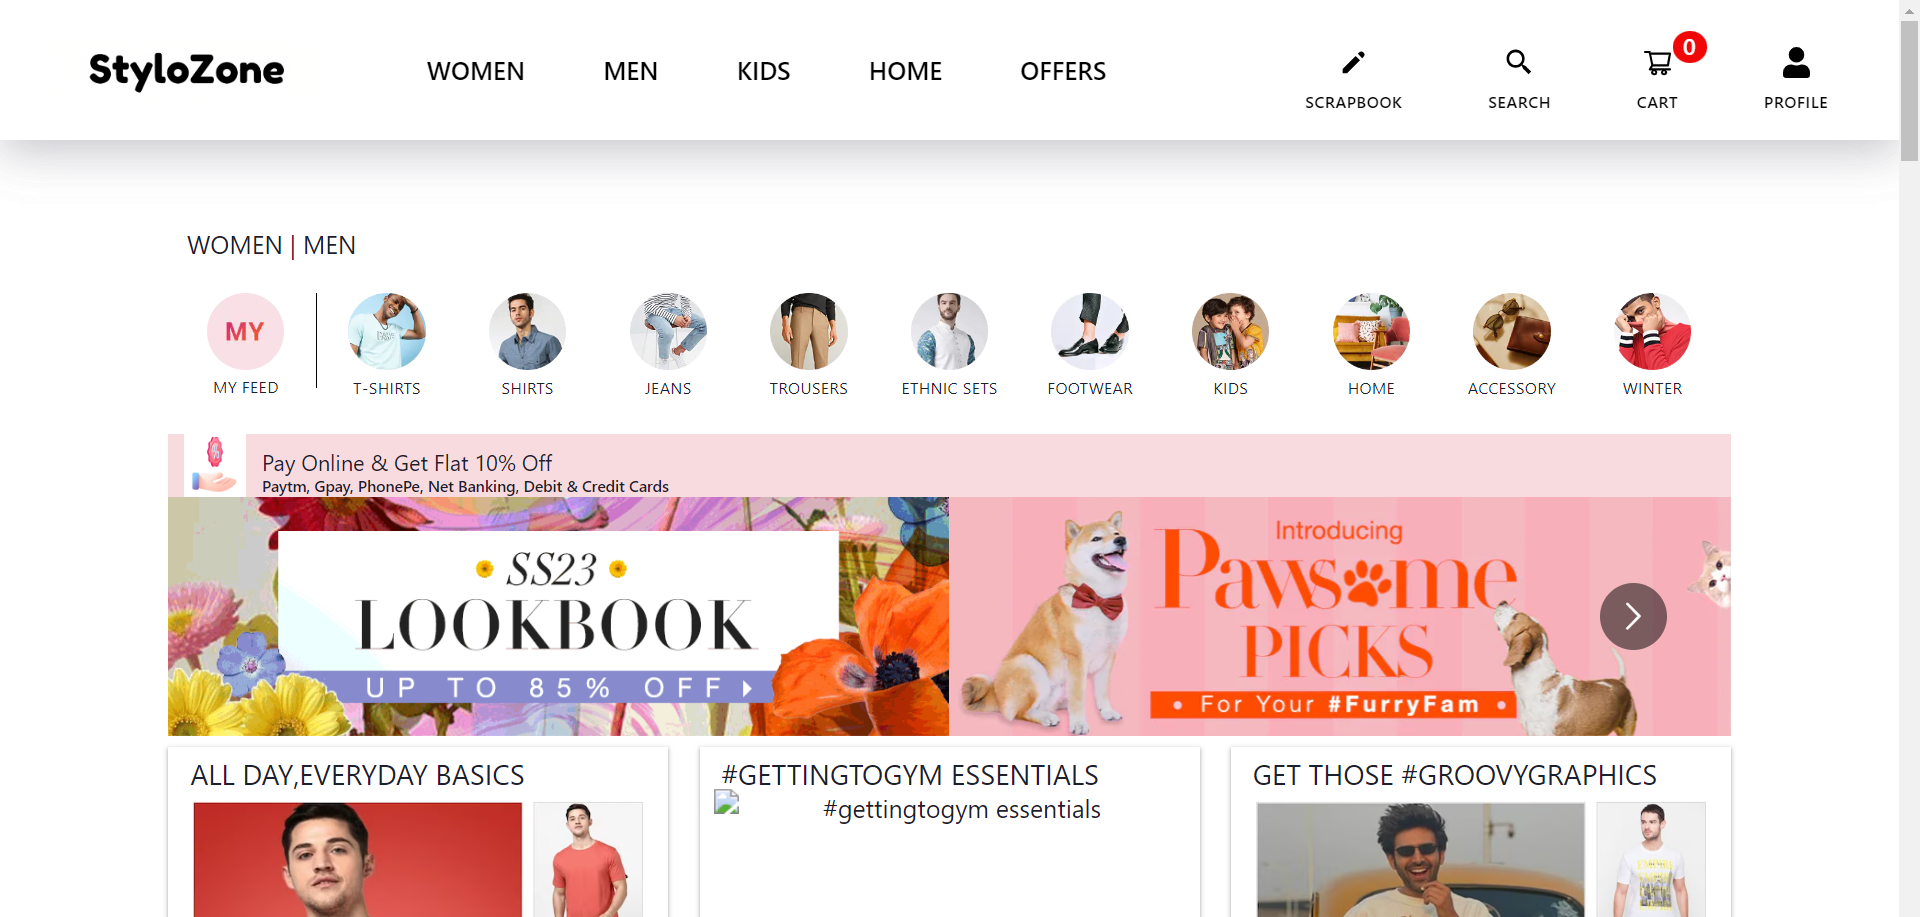 StyloZone
WOMEN
MEN
KIDS
HOME
OFFERS
SCRAPBOOK
SEARCH
0
CART
PROFILE
WOMEN | MEN
MY
MY FEED
T-SHIRTS
SHIRTS
JEANS
TROUSERS
ETHNIC SETS
FOOTWEAR
KIDS
HOME
ACCESSORY
WINTER
Pay Online & Get Flat 10% Off
Paytm, Gpay, PhonePe, Net Banking, Debit & Credit Cards
SS23
LOOKBOOK
UP TO 85% OFF
Introducing
Pawsome
PICKS
• For Your #FurryFam •
ALL DAY,EVERYDAY BASICS
#GETTINGTOGYM ESSENTIALS
#gettingtogym essentials
GET THOSE #GROOVYGRAPHICS